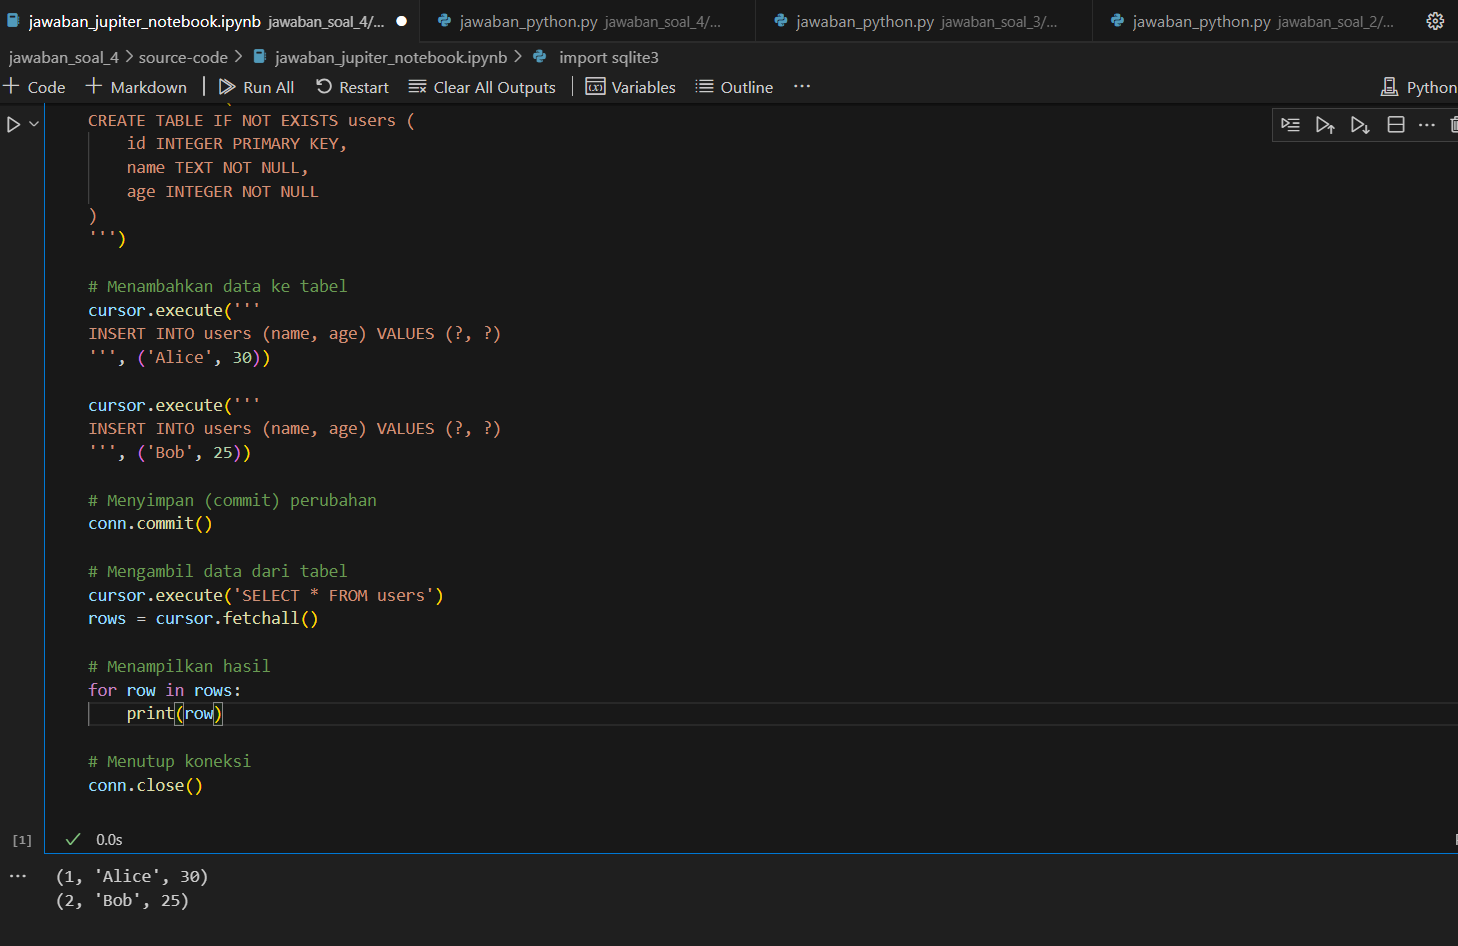 jawaban_jupiter_notebook.ipynb jawaban_soal_4/... jawaban_python.py jawaban_soal_4/... jawaban_python.py jawaban_soal_3/... jawaban_python.py jawaban_soal_2/...
jawaban_soal_4 > source-code > jawaban_jupiter_notebook.ipynb > import sqlite3
+ Code + Markdown | Run All Restart Clear All Outputs | Variables Outline ... Python
CREATE TABLE IF NOT EXISTS users (
    id INTEGER PRIMARY KEY,
    name TEXT NOT NULL,
    age INTEGER NOT NULL
)
''')
# Menambahkan data ke tabel
cursor.execute('''
INSERT INTO users (name, age) VALUES (?, ?)
''', ('Alice', 30))
cursor.execute('''
INSERT INTO users (name, age) VALUES (?, ?)
''', ('Bob', 25))
# Menyimpan (commit) perubahan
conn.commit()
# Mengambil data dari tabel
cursor.execute('SELECT * FROM users')
rows = cursor.fetchall()
# Menampilkan hasil
for row in rows:
    print(row)
# Menutup koneksi
conn.close()
[1] ✓ 0.0s
... (1, 'Alice', 30)
(2, 'Bob', 25)